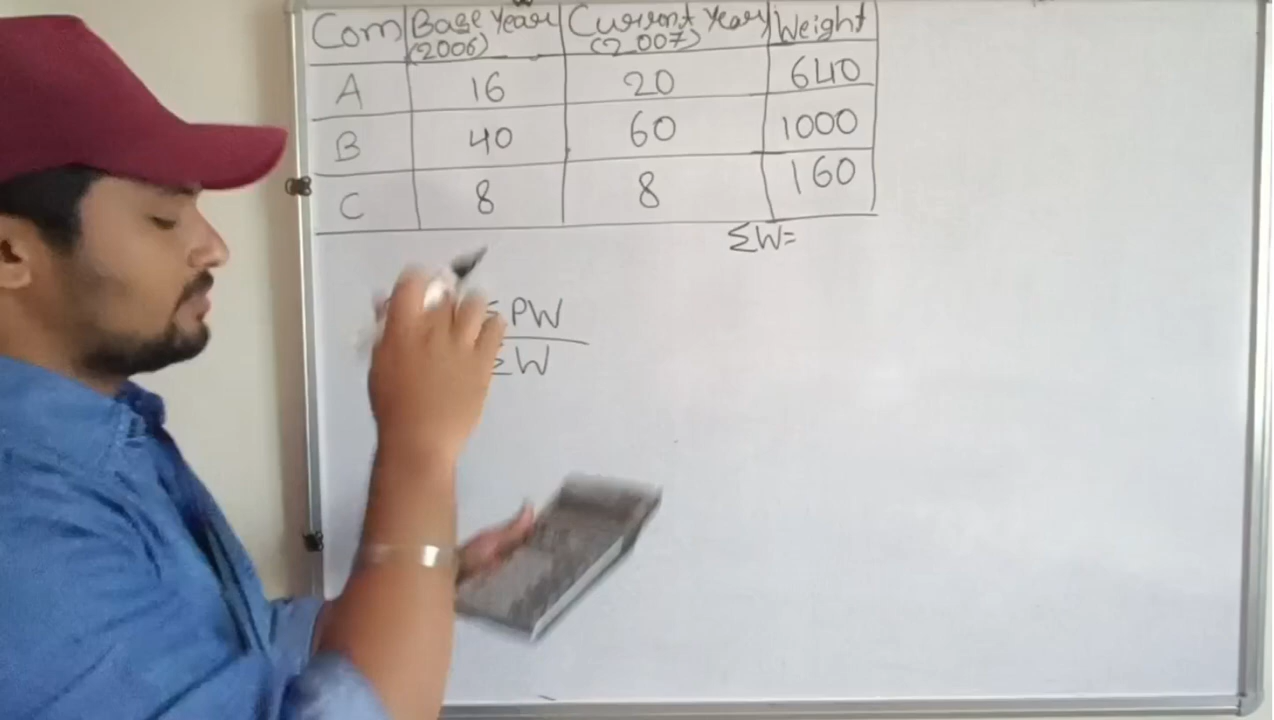 Com Base Year (2006) Current Year (2007) Weight
A 16 20 640
B 40 60 1000
C 8 8 160
ΣW=
ΣPW
ΣW